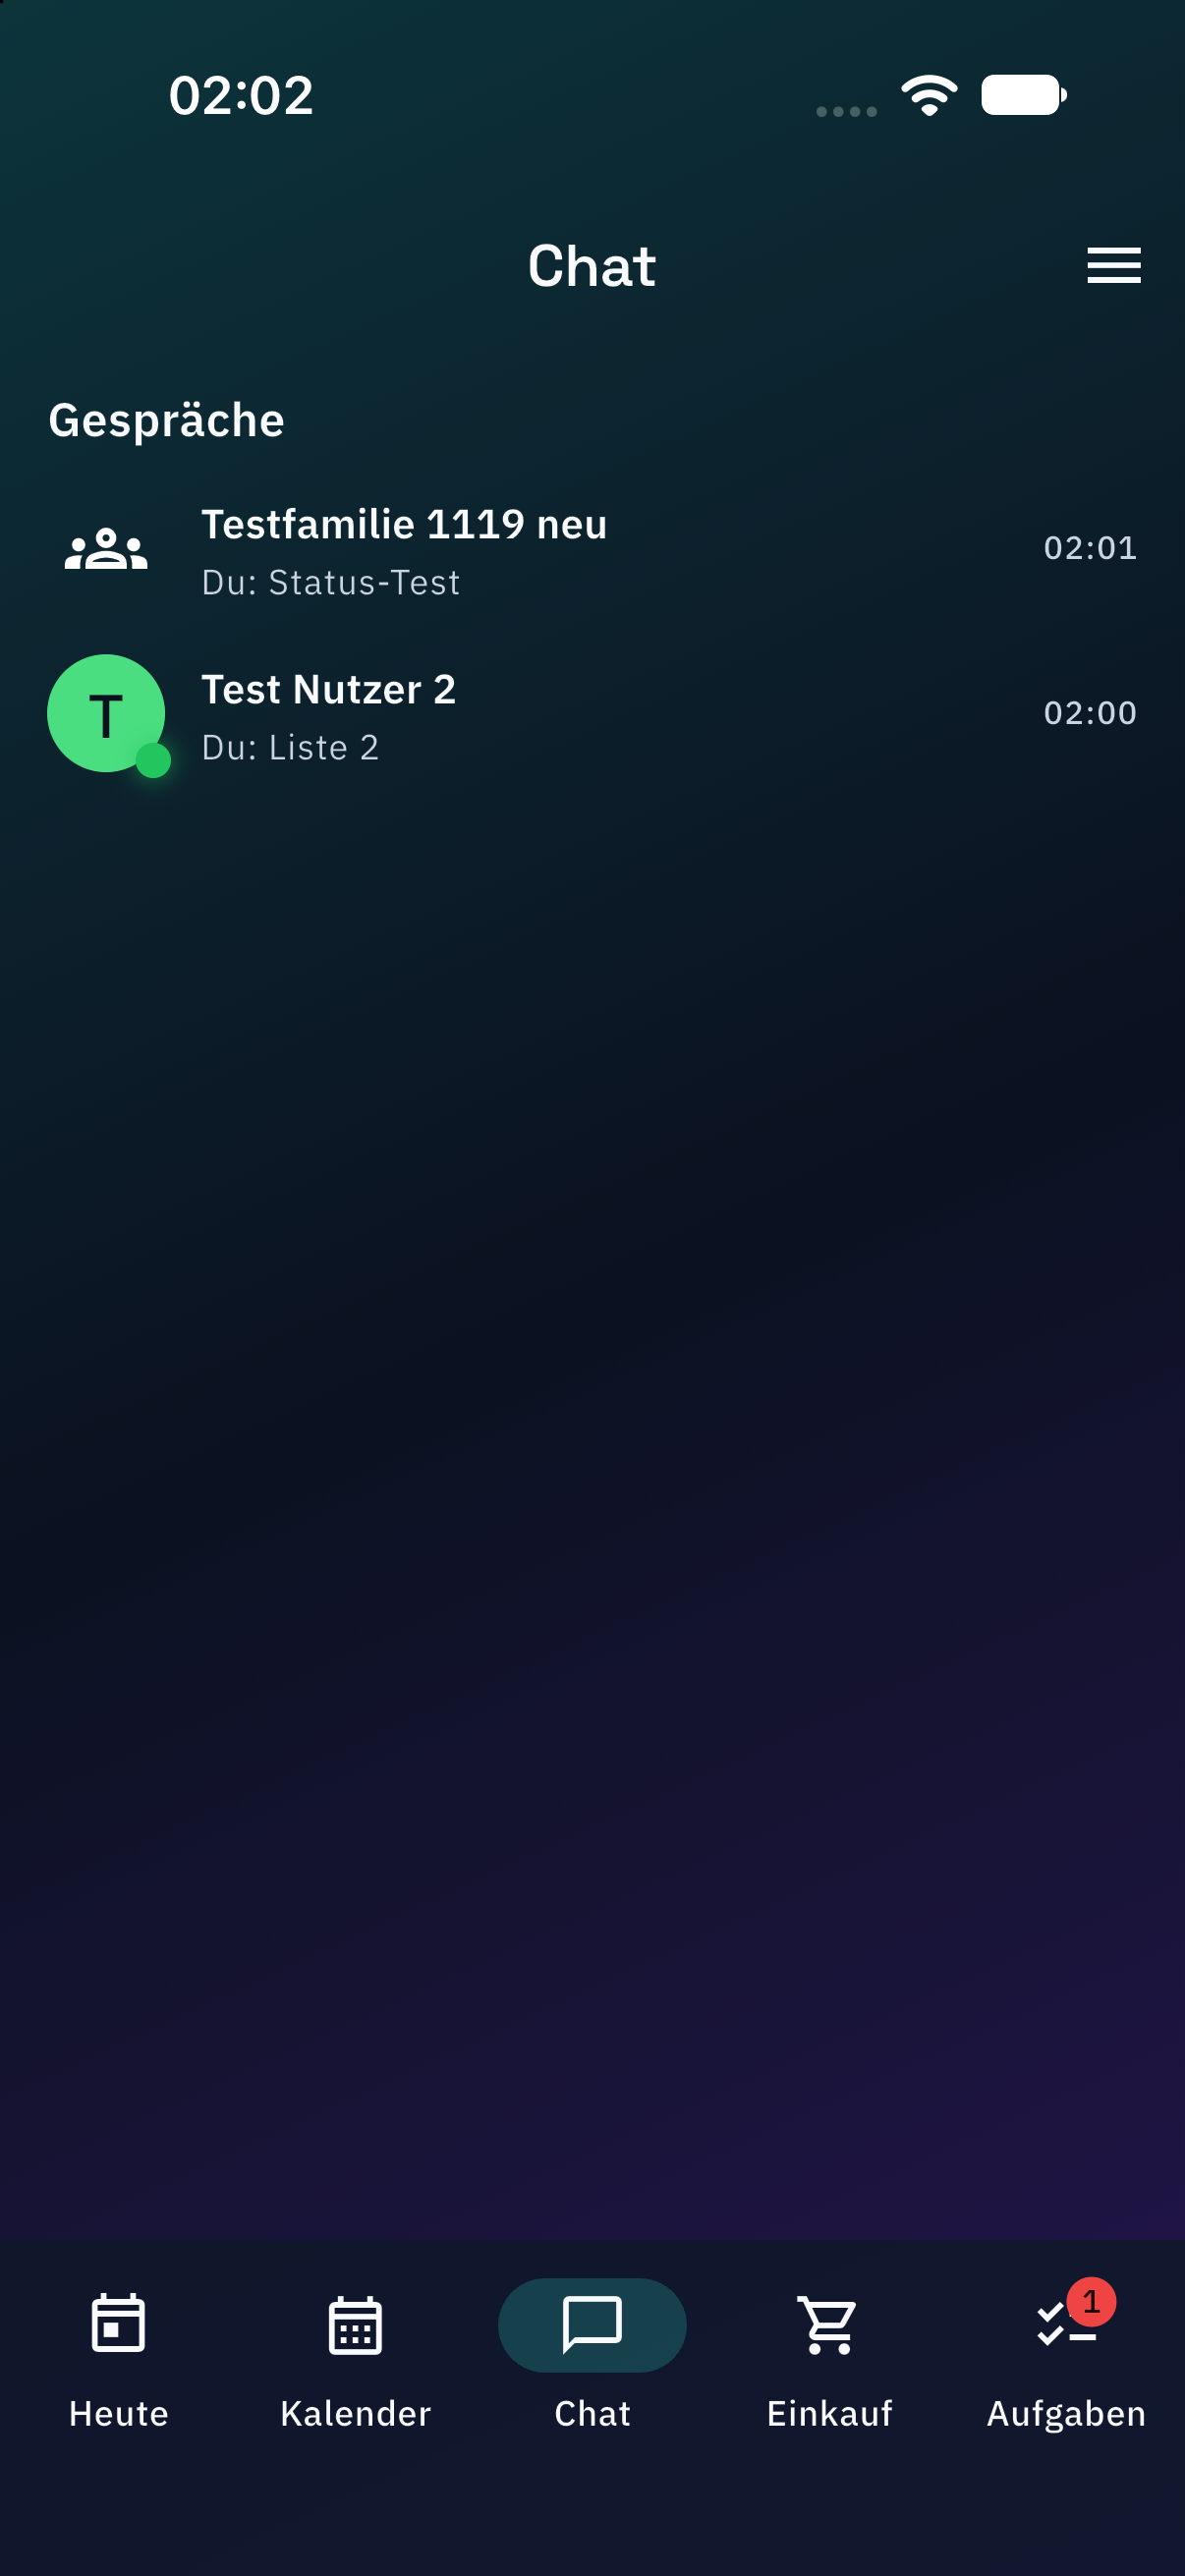 02:02
Chat
Gespräche
Testfamilie 1119 neu
Du: Status-Test
02:01
T
Test Nutzer 2
Du: Liste 2
02:00
1
Heute
Kalender
Chat
Einkauf
Aufgaben